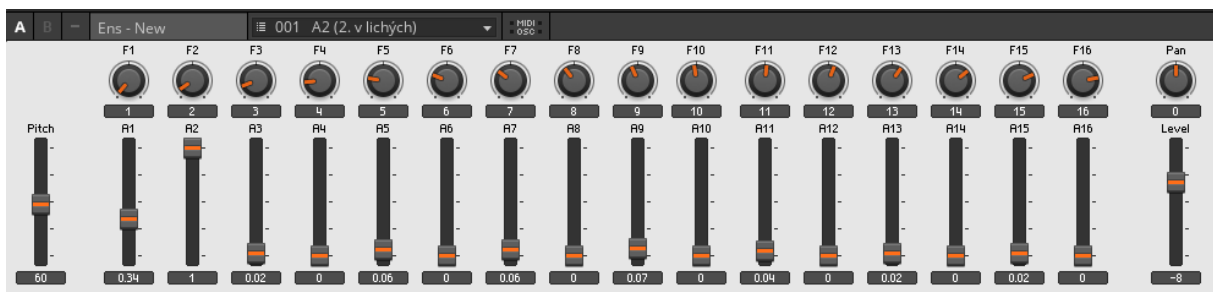 A B - Ens - New 001 A2 (2. v lichých) MIDI OSC
F1 F2 F3 F4 F5 F6 F7 F8 F9 F10 F11 F12 F13 F14 F15 F16 Pan
1 2 3 4 5 6 7 8 9 10 11 12 13 14 15 16 0
Pitch A1 A2 A3 A4 A5 A6 A7 A8 A9 A10 A11 A12 A13 A14 A15 A16 Level
60 0.34 1 0.02 0 0.06 0 0.06 0 0.07 0 0.04 0 0.02 0 0.02 0 -8